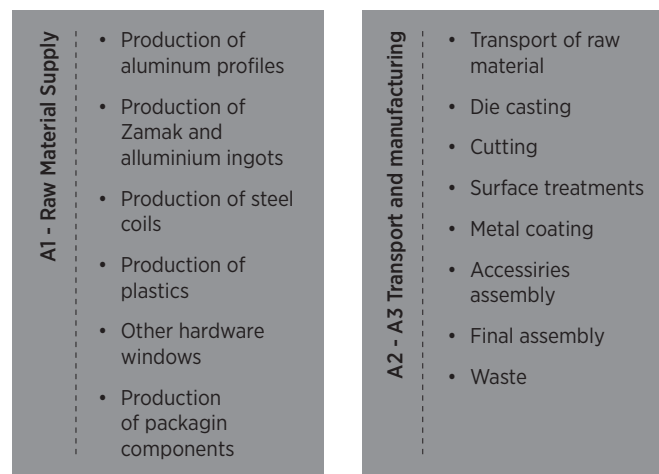 A1 - Raw Material Supply
• Production of
aluminum profiles
• Production of
Zamak and
alluminium ingots
• Production of steel
coils
• Production of
plastics
• Other hardware
windows
• Production
of packagin
components
A2 - A3 Transport and manufacturing
• Transport of raw
material
• Die casting
• Cutting
• Surface treatments
• Metal coating
• Accessiries
assembly
• Final assembly
• Waste